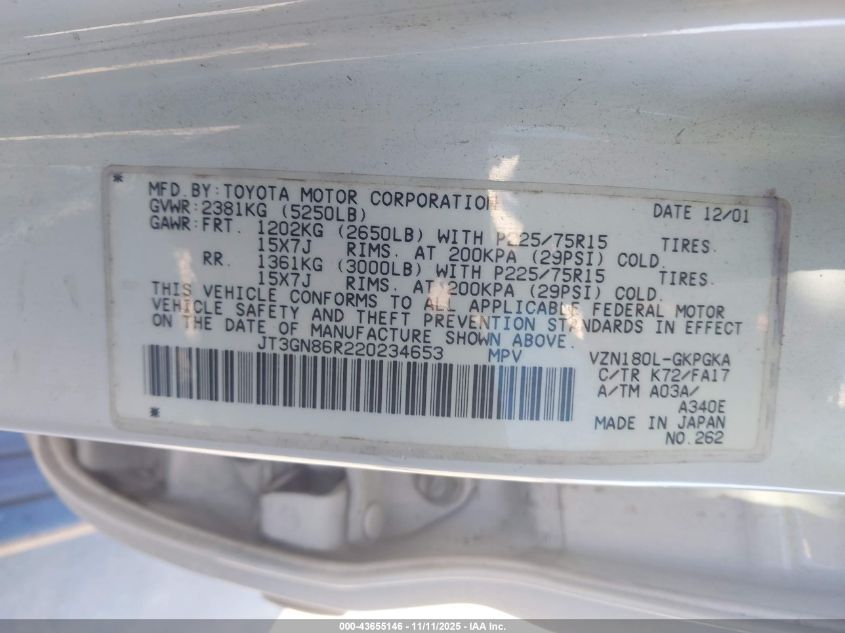 * MFD.BY:TOYOTA MOTOR CORPORATION DATE 12/01
GVWR:2381KG (5250LB)
GAWR:FRT. 1202KG (2650LB) WITH P225/75R15 TIRES.
15X7J RIMS. AT 200KPA (29PSI) COLD.
RR. 1361KG (3000LB) WITH P225/75R15 TIRES.
15X7J RIMS. AT 200KPA (29PSI) COLD.
THIS VEHICLE CONFORMS TO ALL APPLICABLE FEDERAL MOTOR
VEHICLE SAFETY AND THEFT PREVENTION STANDARDS IN EFFECT
ON THE DATE OF MANUFACTURE SHOWN ABOVE.
JT3GN86R220234653 MPV VZN180L-GKPGKA
C/TR K72/FA17
A/TM A03A/
A340E
* MADE IN JAPAN
NO.262
000-43655146 - 11/11/2025 - IAA Inc.